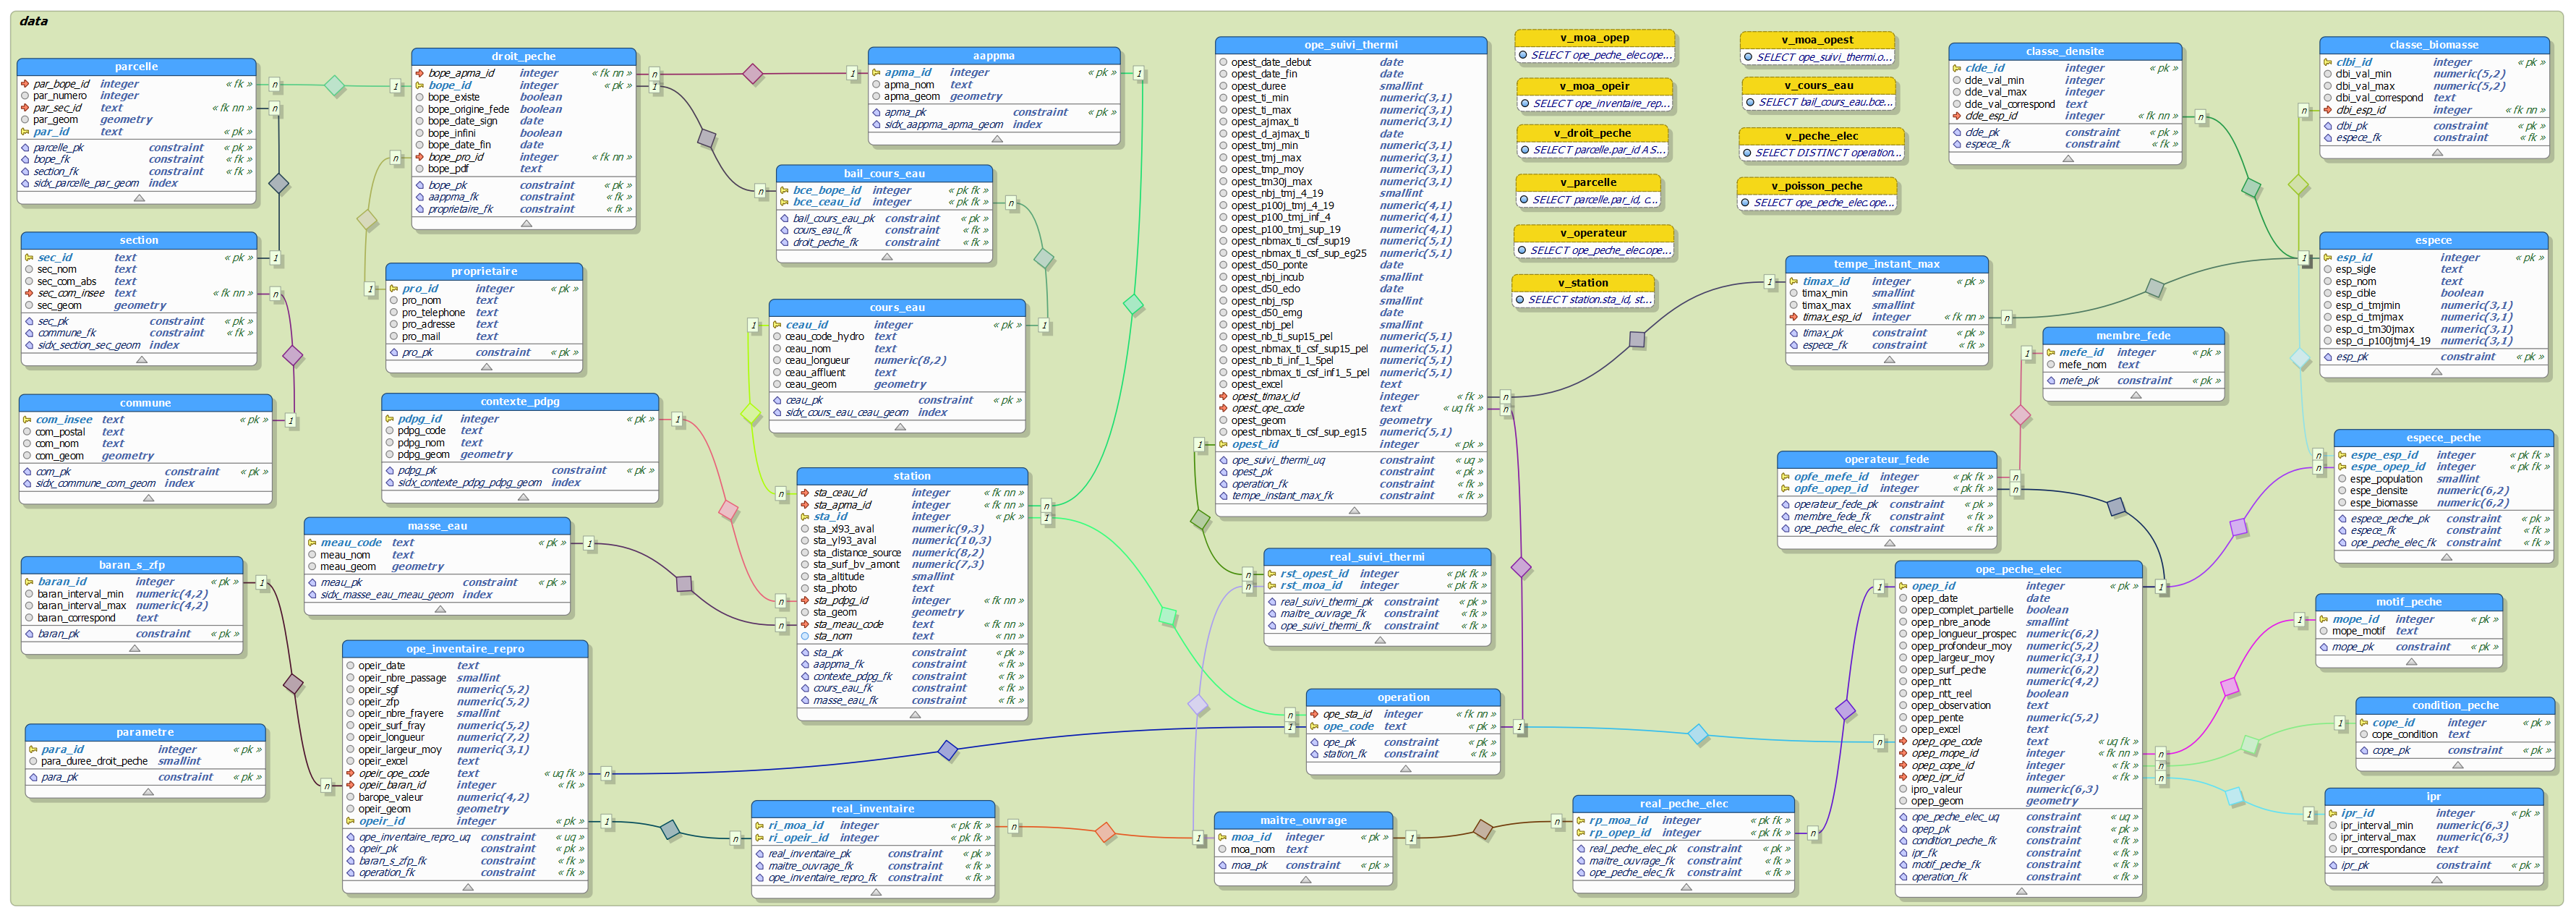 data
parcelle
par_bope_id integer « fk »
par_numero integer
par_sec_id text « fk nn »
par_geom geometry
par_id text « pk »
parcelle_pk constraint « pk »
bope_fk constraint « fk »
section_fk constraint « fk »
sidx_parcelle_par_geom index
section
sec_id text « pk »
sec_nom text
sec_com_abs text
sec_com_insee text « fk nn »
sec_geom geometry
sec_pk constraint « pk »
commune_fk constraint « fk »
sidx_section_sec_geom index
commune
com_insee text « pk »
com_postal text
com_nom text
com_geom geometry
com_pk constraint « pk »
sidx_commune_com_geom index
baran_s_zfp
baran_id integer « pk »
baran_interval_min numeric(4,2)
baran_interval_max numeric(4,2)
baran_correspond text
baran_pk constraint « pk »
parametre
para_id integer « pk »
para_duree_droit_peche smallint
para_pk constraint « pk »
droit_peche
bope_apma_id integer « fk nn »
bope_id integer « pk »
bope_existe boolean
bope_origine_fede boolean
bope_date_sign date
bope_infini boolean
bope_date_fin date
bope_pro_id integer « fk nn »
bope_pdf text
bope_pk constraint « pk »
aappma_fk constraint « fk »
proprietaire_fk constraint « fk »
proprietaire
pro_id integer « pk »
pro_nom text
pro_telephone text
pro_adresse text
pro_mail text
pro_pk constraint « pk »
contexte_pdpg
pdpg_id integer « pk »
pdpg_code text
pdpg_nom text
pdpg_geom geometry
pdpg_pk constraint « pk »
sidx_contexte_pdpg_pdpg_geom index
masse_eau
meau_code text « pk »
meau_nom text
meau_geom geometry
meau_pk constraint « pk »
sidx_masse_eau_meau_geom index
ope_inventaire_repro
opeir_date text
opeir_nbre_passage smallint
opeir_sgf numeric(5,2)
opeir_zfp numeric(5,2)
opeir_nbre_frayere smallint
opeir_surf_fray numeric(5,2)
opeir_longueur numeric(7,2)
opeir_largeur_moy numeric(3,1)
opeir_excel text
opeir_ope_code text « uq fk »
opeir_baran_id integer « fk »
barope_valeur numeric(4,2)
opeir_geom geometry
opeir_id integer « pk »
ope_inventaire_repro_uq constraint « uq »
opeir_pk constraint « pk »
baran_s_zfp_fk constraint « fk »
operation_fk constraint « fk »
aappma
apma_id integer « pk »
apma_nom text
apma_geom geometry
apma_pk constraint « pk »
sidx_aappma_apma_geom index
bail_cours_eau
bce_bope_id integer « pk fk »
bce_ceau_id integer « pk fk »
bail_cours_eau_pk constraint « pk »
cours_eau_fk constraint « fk »
droit_peche_fk constraint « fk »
cours_eau
ceau_id integer « pk »
ceau_code_hydro text
ceau_nom text
ceau_longueur numeric(8,2)
ceau_affluent text
ceau_geom geometry
ceau_pk constraint « pk »
sidx_cours_eau_ceau_geom index
station
sta_ceau_id integer « fk nn »
sta_apma_id integer « fk nn »
sta_id integer « pk »
sta_xl93_aval numeric(9,3)
sta_yl93_aval numeric(10,3)
sta_distance_source numeric(8,2)
sta_surf_bv_amont numeric(7,3)
sta_altitude smallint
sta_photo text
sta_pdpg_id integer « fk nn »
sta_geom geometry
sta_meau_code text « fk nn »
sta_nom text « nn »
sta_pk constraint « pk »
aappma_fk constraint « fk »
contexte_pdpg_fk constraint « fk »
cours_eau_fk constraint « fk »
masse_eau_fk constraint « fk »
real_inventaire
ri_moa_id integer « pk fk »
ri_opeir_id integer « pk fk »
real_inventaire_pk constraint « pk »
maitre_ouvrage_fk constraint « fk »
ope_inventaire_repro_fk constraint « fk »
ope_suivi_thermi
opest_date_debut date
opest_date_fin date
opest_duree smallint
opest_ti_min numeric(3,1)
opest_ti_max numeric(3,1)
opest_ajmax_ti numeric(3,1)
opest_d_ajmax_ti date
opest_tmj_min numeric(3,1)
opest_tmj_max numeric(3,1)
opest_tmp_moy numeric(3,1)
opest_tm30j_max numeric(3,1)
opest_nbj_tmj_4_19 smallint
opest_p100j_tmj_4_19 numeric(4,1)
opest_p100_tmj_inf_4 numeric(4,1)
opest_p100_tmj_sup_19 numeric(4,1)
opest_nbmax_ti_csf_sup19 numeric(5,1)
opest_nbmax_ti_csf_sup_eg25 numeric(5,1)
opest_d50_ponte date
opest_nbj_incub smallint
opest_d50_eclo date
opest_nbj_rsp smallint
opest_d50_emg date
opest_nbj_pel smallint
opest_nb_ti_sup15_pel numeric(5,1)
opest_nbmax_ti_csf_sup15_pel numeric(5,1)
opest_nb_ti_inf_1_5pel numeric(5,1)
opest_nbmax_ti_csf_inf1_5_pel numeric(5,1)
opest_excel text
opest_timax_id integer « fk »
opest_ope_code text « uq fk »
opest_geom geometry
opest_nbmax_ti_csf_sup_eg15 numeric(5,1)
opest_id integer « pk »
ope_suivi_thermi_uq constraint « uq »
opest_pk constraint « pk »
operation_fk constraint « fk »
tempe_instant_max_fk constraint « fk »
real_suivi_thermi
rst_opest_id integer « pk fk »
rst_moa_id integer « pk fk »
real_suivi_thermi_pk constraint « pk »
maitre_ouvrage_fk constraint « fk »
ope_suivi_thermi_fk constraint « fk »
operation
ope_sta_id integer « fk nn »
ope_code text « pk »
ope_pk constraint « pk »
station_fk constraint « fk »
maitre_ouvrage
moa_id integer « pk »
moa_nom text
moa_pk constraint « pk »
v_moa_opep
SELECT ope_peche_elec.ope...
v_moa_opeir
SELECT ope_inventaire_rep...
v_droit_peche
SELECT parcelle.par_id A S...
v_parcelle
SELECT parcelle.par_id, c...
v_operateur
SELECT ope_peche_elec.ope...
v_station
SELECT station.sta_id, st...
v_moa_opest
SELECT ope_suivi_thermi.o...
v_cours_eau
SELECT bail_cours_eau.bce...
v_peche_elec
SELECT DISTINCT operation...
v_poisson_peche
SELECT ope_peche_elec.ope...
tempe_instant_max
timax_id integer « pk »
timax_min smallint
timax_max smallint
timax_esp_id integer « fk nn »
timax_pk constraint « pk »
espece_fk constraint « fk »
operateur_fede
opfe_mefe_id integer « pk fk »
opfe_opep_id integer « pk fk »
operateur_fede_pk constraint « pk »
membre_fede_fk constraint « fk »
ope_peche_elec_fk constraint « fk »
real_peche_elec
rp_moa_id integer « pk fk »
rp_opep_id integer « pk fk »
real_peche_elec_pk constraint « pk »
maitre_ouvrage_fk constraint « fk »
ope_peche_elec_fk constraint « fk »
classe_densite
clde_id integer « pk »
clde_val_min integer
clde_val_max integer
clde_val_correspond text
clde_esp_id integer « fk nn »
clde_pk constraint « pk »
espece_fk constraint « fk »
membre_fede
mefe_id integer « pk »
mefe_nom text
mefe_pk constraint « pk »
ope_peche_elec
opep_id integer « pk »
opep_date date
opep_complet_partielle boolean
opep_nbre_anode smallint
opep_longueur_prospec numeric(6,2)
opep_profondeur_moy numeric(5,2)
opep_largeur_moy numeric(3,1)
opep_surf_peche numeric(6,2)
opep_ntt numeric(4,2)
opep_ntt_reel boolean
opep_observation text
opep_pente numeric(5,2)
opep_excel text
opep_ope_code text « uq fk »
opep_mope_id integer « fk nn »
opep_cope_id integer « fk »
opep_ipr_id integer « fk »
ipro_valeur numeric(6,3)
opep_geom geometry
ope_peche_elec_uq constraint « uq »
opep_pk constraint « pk »
condition_peche_fk constraint « fk »
ipr_fk constraint « fk »
motif_peche_fk constraint « fk »
operation_fk constraint « fk »
classe_biomasse
clbi_id integer « pk »
clbi_val_min numeric(5,2)
clbi_val_max numeric(5,2)
clbi_val_correspond text
clbi_esp_id integer « fk nn »
clbi_pk constraint « pk »
espece_fk constraint « fk »
espece
esp_id integer « pk »
esp_sigle text
esp_nom text
esp_cible boolean
esp_ci_tmjmin numeric(3,1)
esp_ci_tmjmax numeric(3,1)
esp_ci_tm30jmax numeric(3,1)
esp_ci_p100jtmj4_19 numeric(3,1)
esp_pk constraint « pk »
espece_peche
espe_esp_id integer « pk fk »
espe_opep_id integer « pk fk »
espe_population smallint
espe_densite numeric(6,2)
espe_biomasse numeric(6,2)
espece_peche_pk constraint « pk »
espece_fk constraint « fk »
ope_peche_elec_fk constraint « fk »
motif_peche
mope_id integer « pk »
mope_motif text
mope_pk constraint « pk »
condition_peche
cope_id integer « pk »
cope_condition text
cope_pk constraint « pk »
ipr
ipr_id integer « pk »
ipr_interval_min numeric(6,3)
ipr_interval_max numeric(6,3)
ipr_correspondance text
ipr_pk constraint « pk »